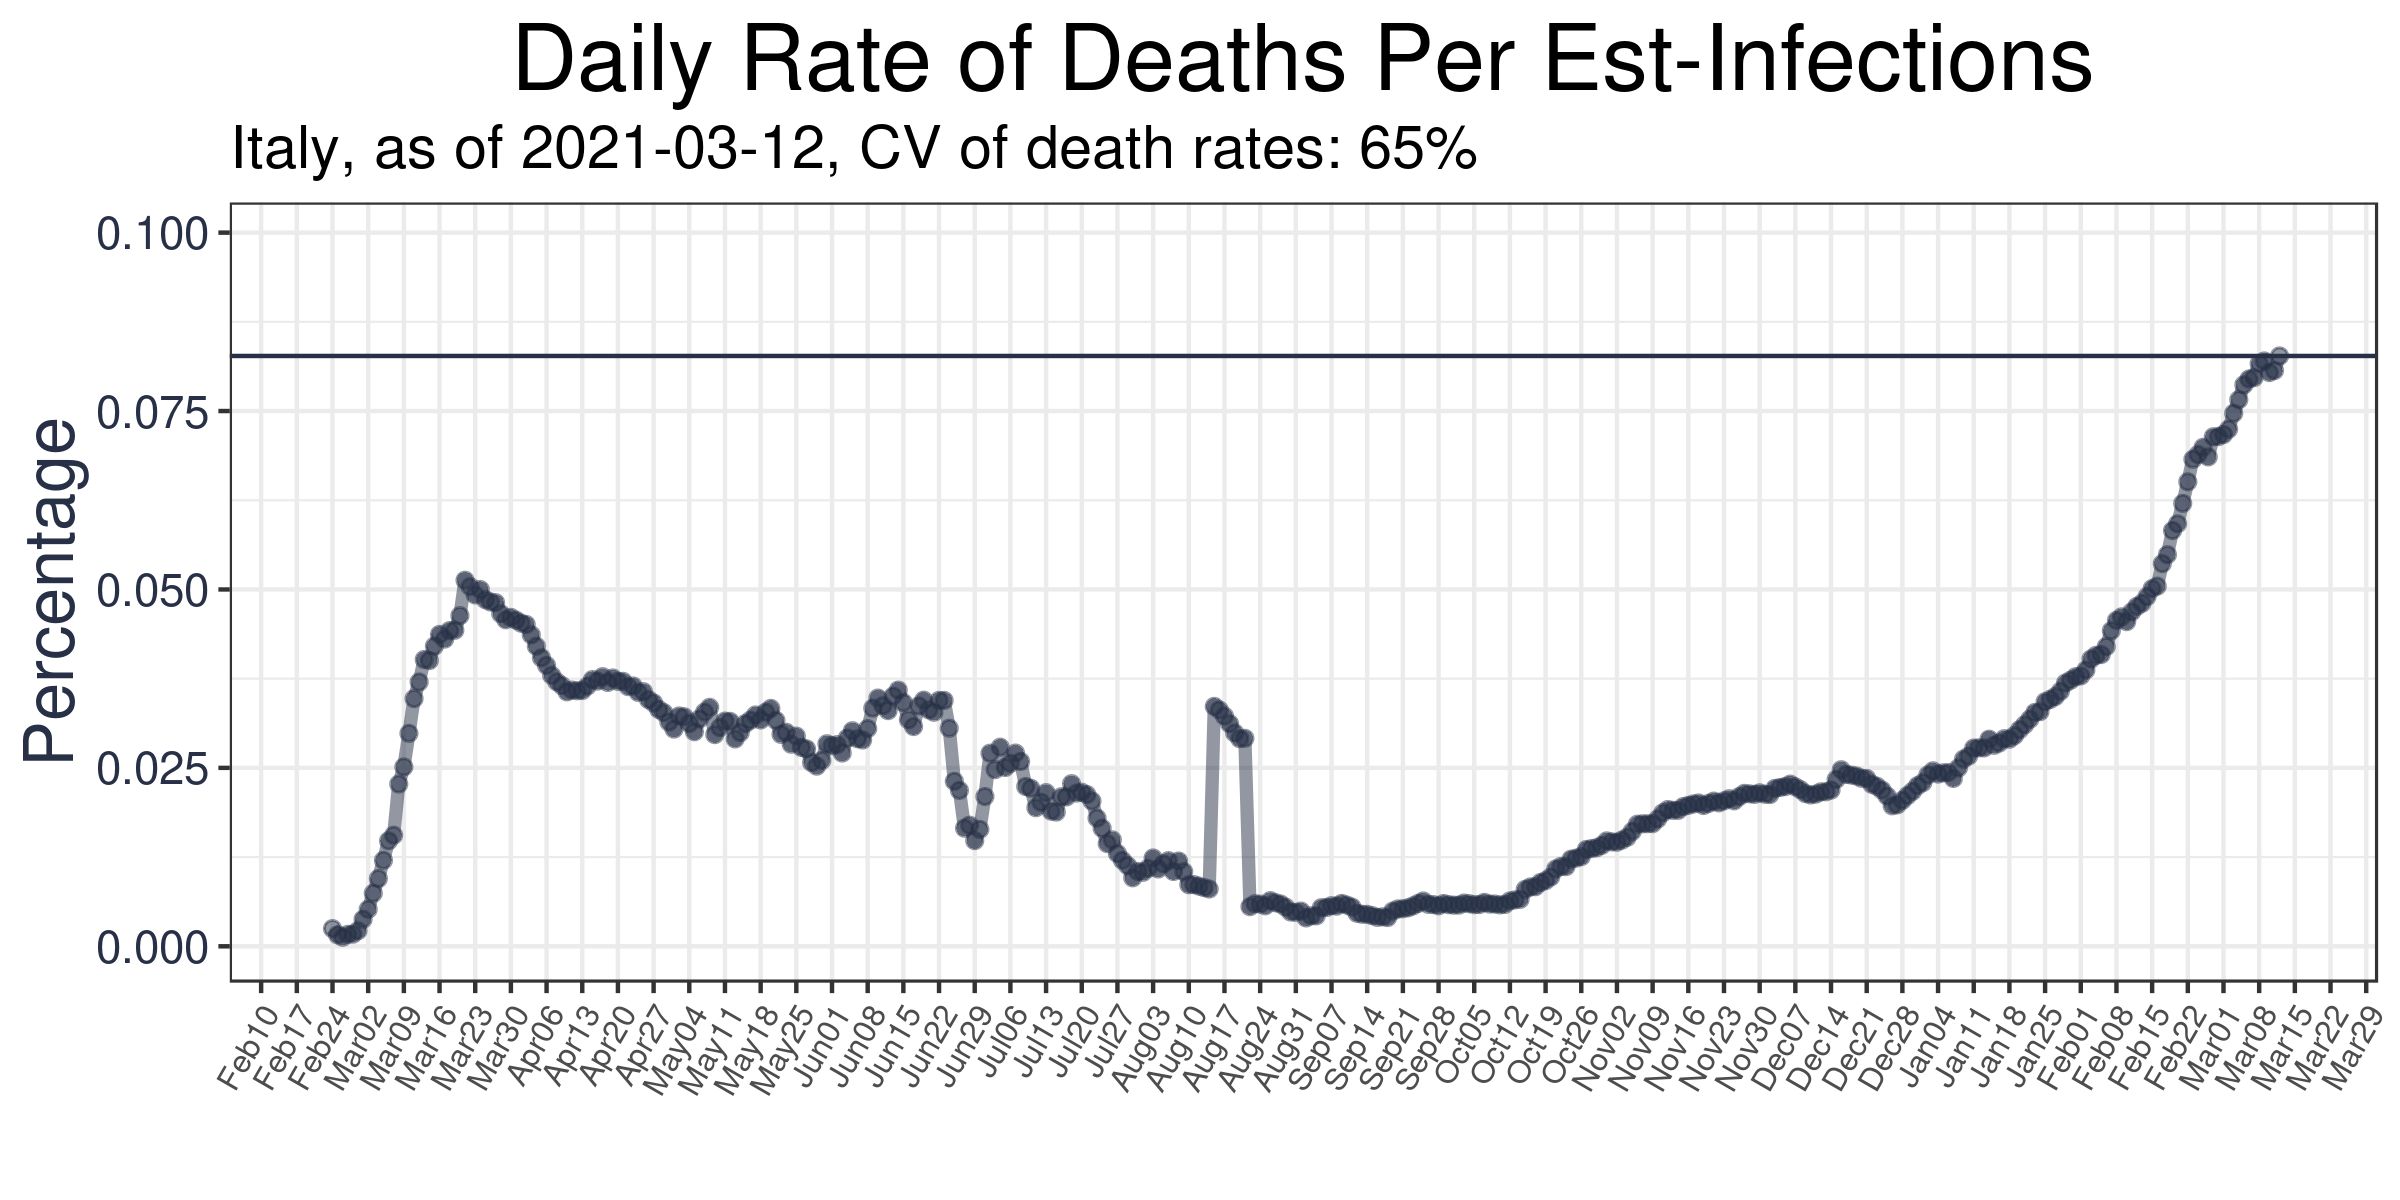 Daily Rate of Deaths Per Est-Infections
Italy, as of 2021-03-12, CV of death rates: 65%
Percentage
0.100
0.075
0.050
0.025
0.000
Feb10 Feb17 Feb24 Mar02 Mar09 Mar16 Mar23 Mar30 Apr06 Apr13 Apr20 Apr27 May04 May11 May18 May25 Jun01 Jun08 Jun15 Jun22 Jun29 Jul06 Jul13 Jul20 Jul27 Aug03 Aug10 Aug17 Aug24 Aug31 Sep07 Sep14 Sep21 Sep28 Oct05 Oct12 Oct19 Oct26 Nov02 Nov09 Nov16 Nov23 Nov30 Dec07 Dec14 Dec21 Dec28 Jan04 Jan11 Jan18 Jan25 Feb01 Feb08 Feb15 Feb22 Mar01 Mar08 Mar15 Mar22 Mar29